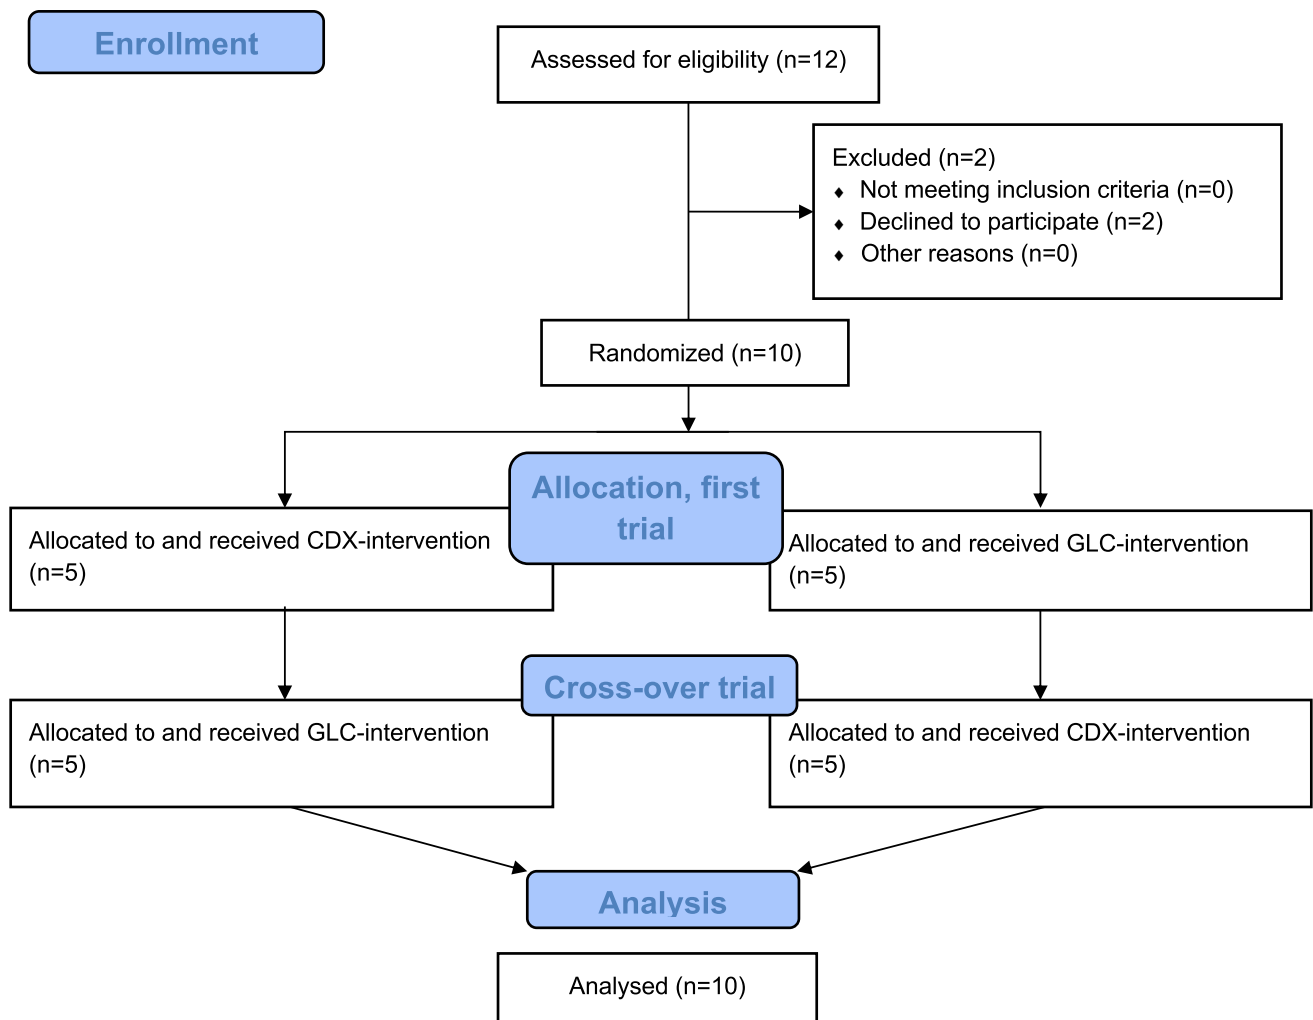 Enrollment
Assessed for eligibility (n=12)
Excluded (n=2)
♦ Not meeting inclusion criteria (n=0)
♦ Declined to participate (n=2)
♦ Other reasons (n=0)
Randomized (n=10)
Allocation, first
trial
Allocated to and received CDX-intervention
(n=5)
Allocated to and received GLC-intervention
(n=5)
Cross-over trial
Allocated to and received GLC-intervention
(n=5)
Allocated to and received CDX-intervention
(n=5)
Analysis
Analysed (n=10)